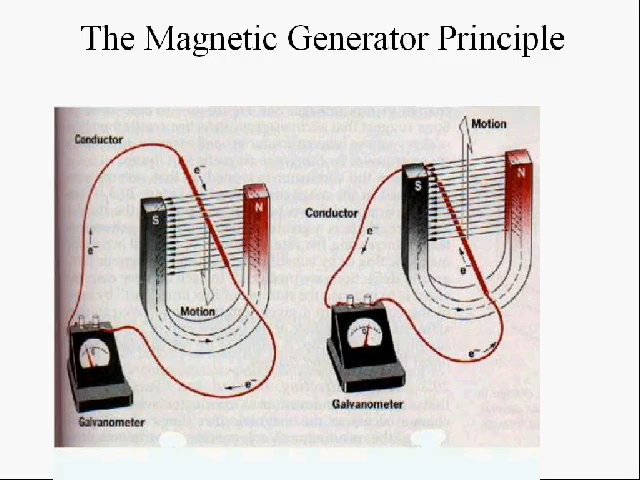 The Magnetic Generator Principle
Conductor
e⁻
S
N
e⁻
Motion
e⁻
Galvanometer
Motion
S
N
Conductor
e⁻
e⁻
e⁻
Galvanometer